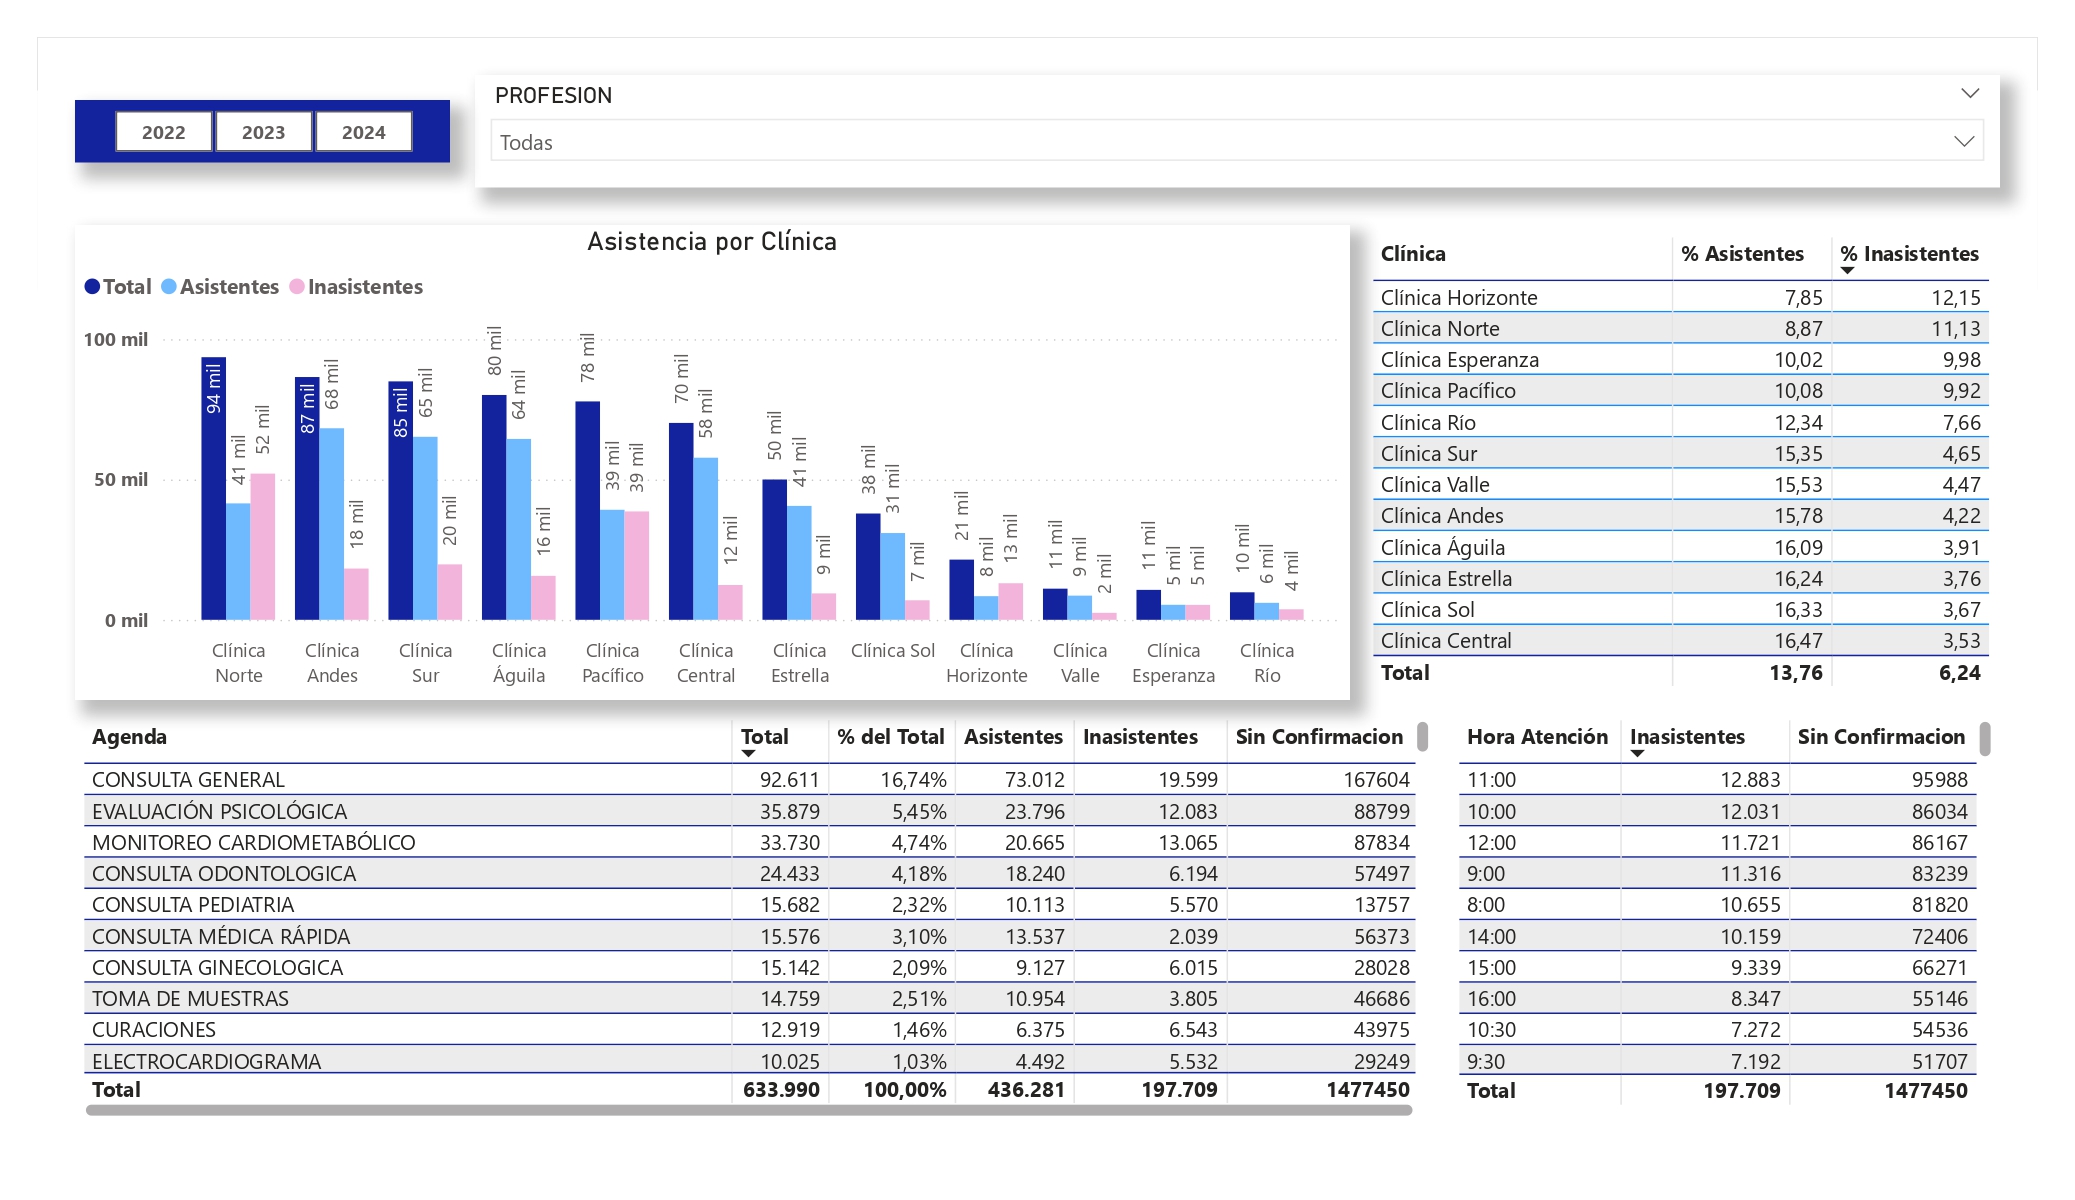 2022 2023 2024
PROFESION
Todas
Asistencia por Clínica
Total Asistentes Inasistentes
100 mil
50 mil
0 mil
94 mil 41 mil 52 mil
87 mil 68 mil 18 mil
85 mil 65 mil 20 mil
80 mil 64 mil 16 mil
78 mil 39 mil 39 mil
70 mil 58 mil 12 mil
50 mil 41 mil 9 mil
38 mil 31 mil 7 mil
21 mil 8 mil 13 mil
11 mil 9 mil 2 mil
11 mil 5 mil 5 mil
10 mil 6 mil 4 mil
Clínica Norte
Clínica Andes
Clínica Sur
Clínica Águila
Clínica Pacífico
Clínica Central
Clínica Estrella
Clínica Sol
Clínica Horizonte
Clínica Valle
Clínica Esperanza
Clínica Río
Clínica % Asistentes % Inasistentes
Clínica Horizonte 7,85 12,15
Clínica Norte 8,87 11,13
Clínica Esperanza 10,02 9,98
Clínica Pacífico 10,08 9,92
Clínica Río 12,34 7,66
Clínica Sur 15,35 4,65
Clínica Valle 15,53 4,47
Clínica Andes 15,78 4,22
Clínica Águila 16,09 3,91
Clínica Estrella 16,24 3,76
Clínica Sol 16,33 3,67
Clínica Central 16,47 3,53
Total 13,76 6,24
Agenda Total % del Total Asistentes Inasistentes Sin Confirmacion
CONSULTA GENERAL 92.611 16,74% 73.012 19.599 167604
EVALUACIÓN PSICOLÓGICA 35.879 5,45% 23.796 12.083 88799
MONITOREO CARDIOMETABÓLICO 33.730 4,74% 20.665 13.065 87834
CONSULTA ODONTOLOGICA 24.433 4,18% 18.240 6.194 57497
CONSULTA PEDIATRIA 15.682 2,32% 10.113 5.570 13757
CONSULTA MÉDICA RÁPIDA 15.576 3,10% 13.537 2.039 56373
CONSULTA GINECOLOGICA 15.142 2,09% 9.127 6.015 28028
TOMA DE MUESTRAS 14.759 2,51% 10.954 3.805 46686
CURACIONES 12.919 1,46% 6.375 6.543 43975
ELECTROCARDIOGRAMA 10.025 1,03% 4.492 5.532 29249
Total 633.990 100,00% 436.281 197.709 1477450
Hora Atención Inasistentes Sin Confirmacion
11:00 12.883 95988
10:00 12.031 86034
12:00 11.721 86167
9:00 11.316 83239
8:00 10.655 81820
14:00 10.159 72406
15:00 9.339 66271
16:00 8.347 55146
10:30 7.272 54536
9:30 7.192 51707
Total 197.709 1477450